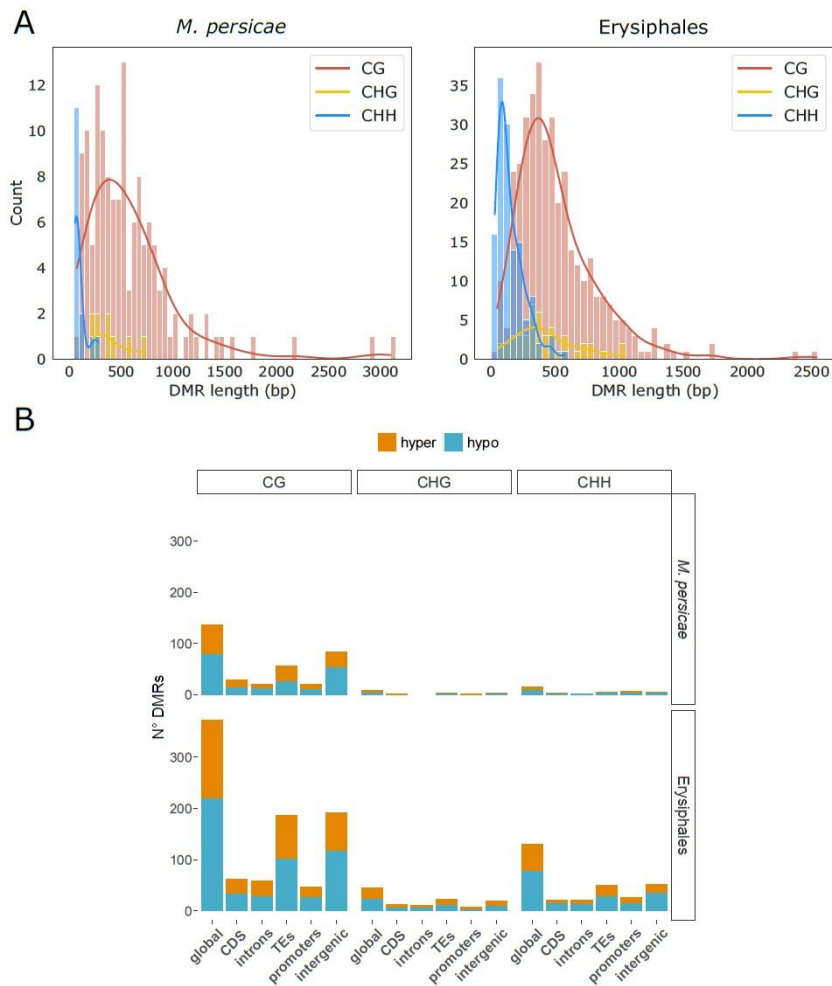 A
M. persicae
Erysiphales
CG
CHG
CHH
Count
12
10
8
6
4
2
0
0 500 1000 1500 2000 2500 3000
DMR length (bp)
CG
CHG
CHH
35
30
25
20
15
10
5
0
0 500 1000 1500 2000 2500
DMR length (bp)
B
hyper hypo
CG CHG CHH
M. persicae
Erysiphales
N° DMRs
300
200
100
0
300
200
100
0
global CDS introns TEs promoters intergenic global CDS introns TEs promoters intergenic global CDS introns TEs promoters intergenic